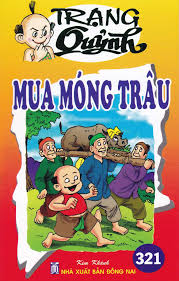 TRẠNG
Quỷnh
MUA MÓNG TRÂU
321
Kim Khánh
NHÀ XUẤT BẢN ĐỒNG NAI